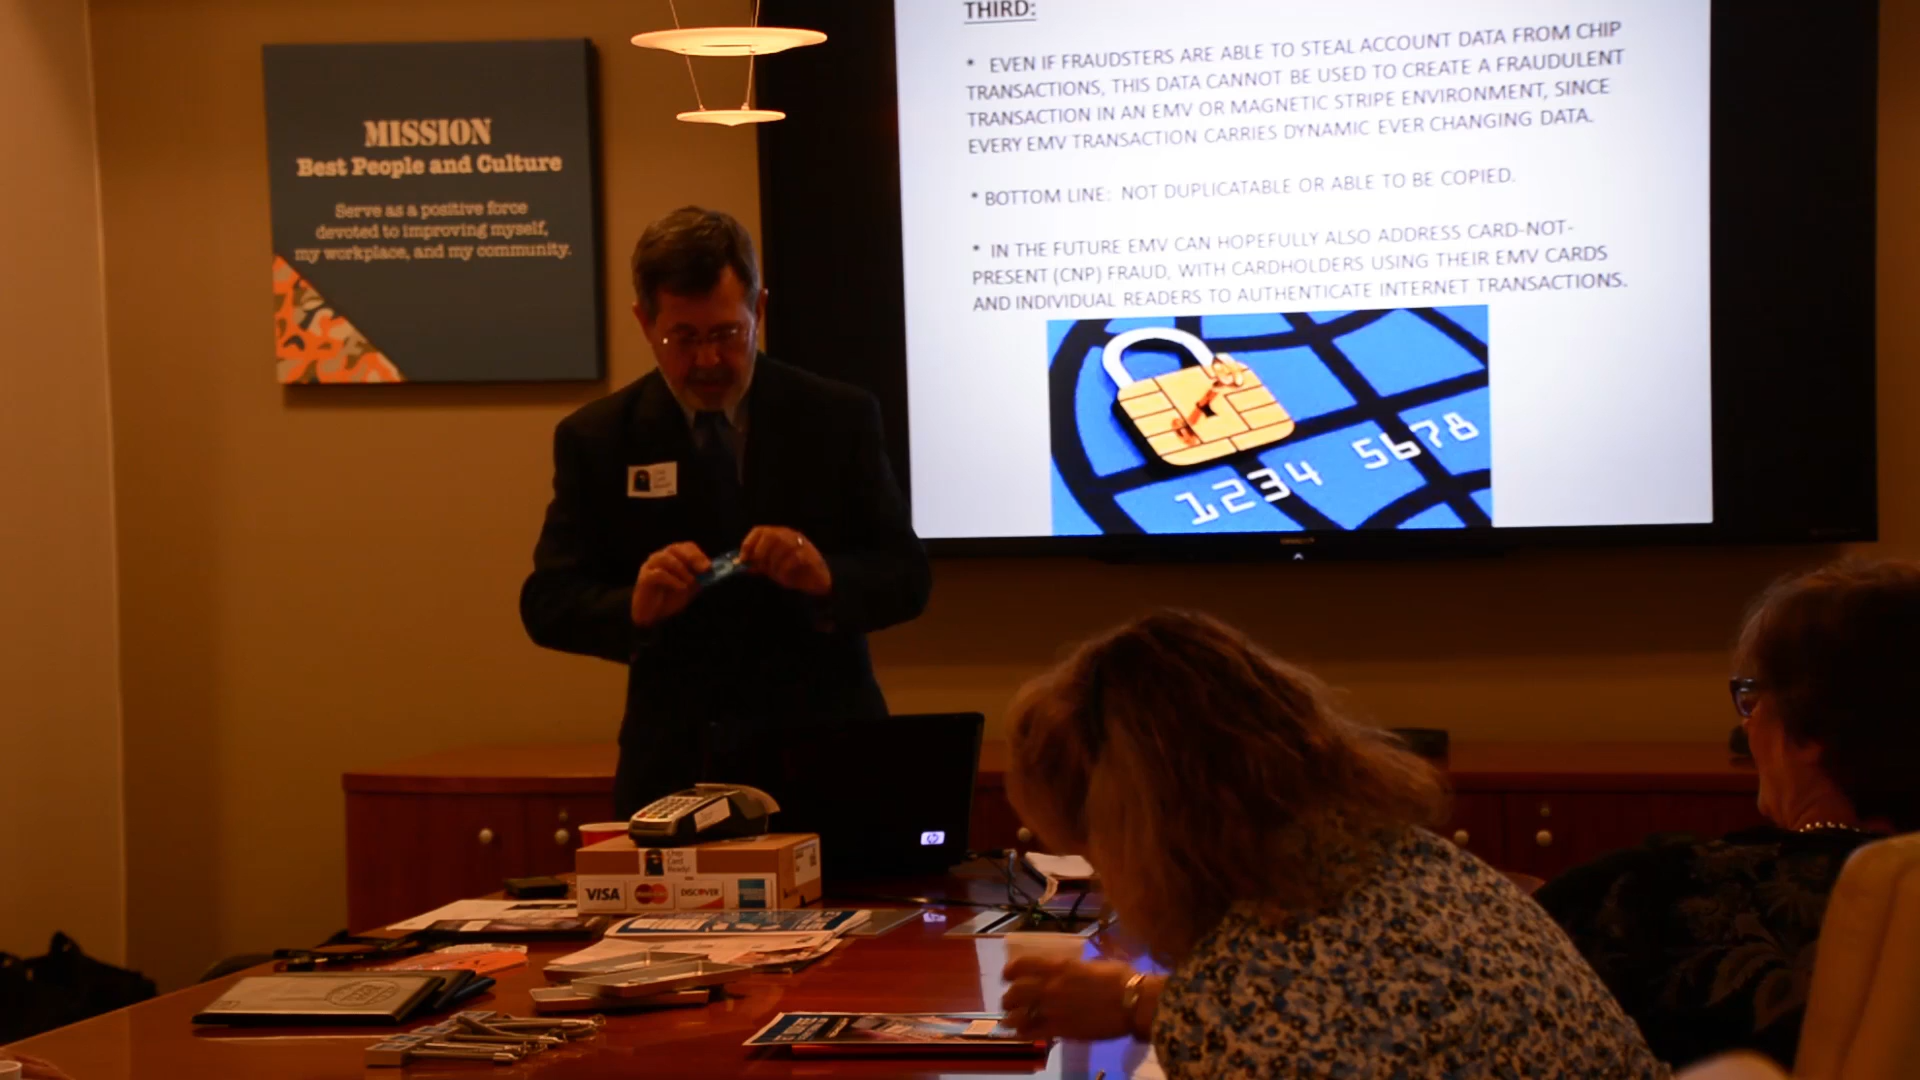 MISSION
Best People and Culture
Serve as a positive force
devoted to improving myself,
my workplace, and my community.
THIRD:
* EVEN IF FRAUDSTERS ARE ABLE TO STEAL ACCOUNT DATA FROM CHIP
TRANSACTIONS, THIS DATA CANNOT BE USED TO CREATE A FRAUDULENT
TRANSACTION IN AN EMV OR MAGNETIC STRIPE ENVIRONMENT, SINCE
EVERY EMV TRANSACTION CARRIES DYNAMIC EVER CHANGING DATA.
* BOTTOM LINE: NOT DUPLICATABLE OR ABLE TO BE COPIED.
* IN THE FUTURE EMV CAN HOPEFULLY ALSO ADDRESS CARD-NOT-
PRESENT (CNP) FRAUD, WITH CARDHOLDERS USING THEIR EMV CARDS
AND INDIVIDUAL READERS TO AUTHENTICATE INTERNET TRANSACTIONS.
1234 5678
hp
Chip
Card
Ready!
VISA
DISCOVER